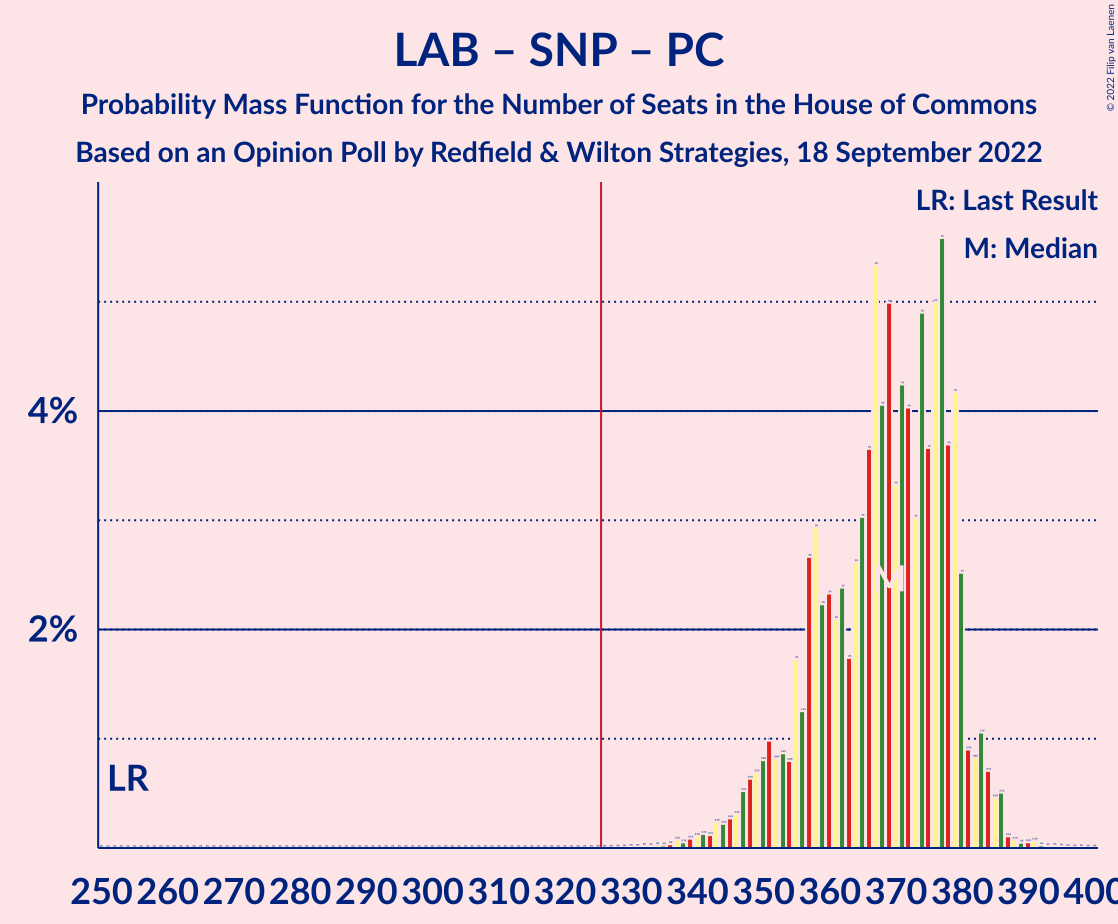 LAB – SNP – PC
Probability Mass Function for the Number of Seats in the House of Commons
Based on an Opinion Poll by Redfield & Wilton Strategies, 18 September 2022
© 2022 Filip van Laenen
LR: Last Result
M: Median
4%
2%
LR
M
250 260 270 280 290 300 310 320 330 340 350 360 370 380 390 400